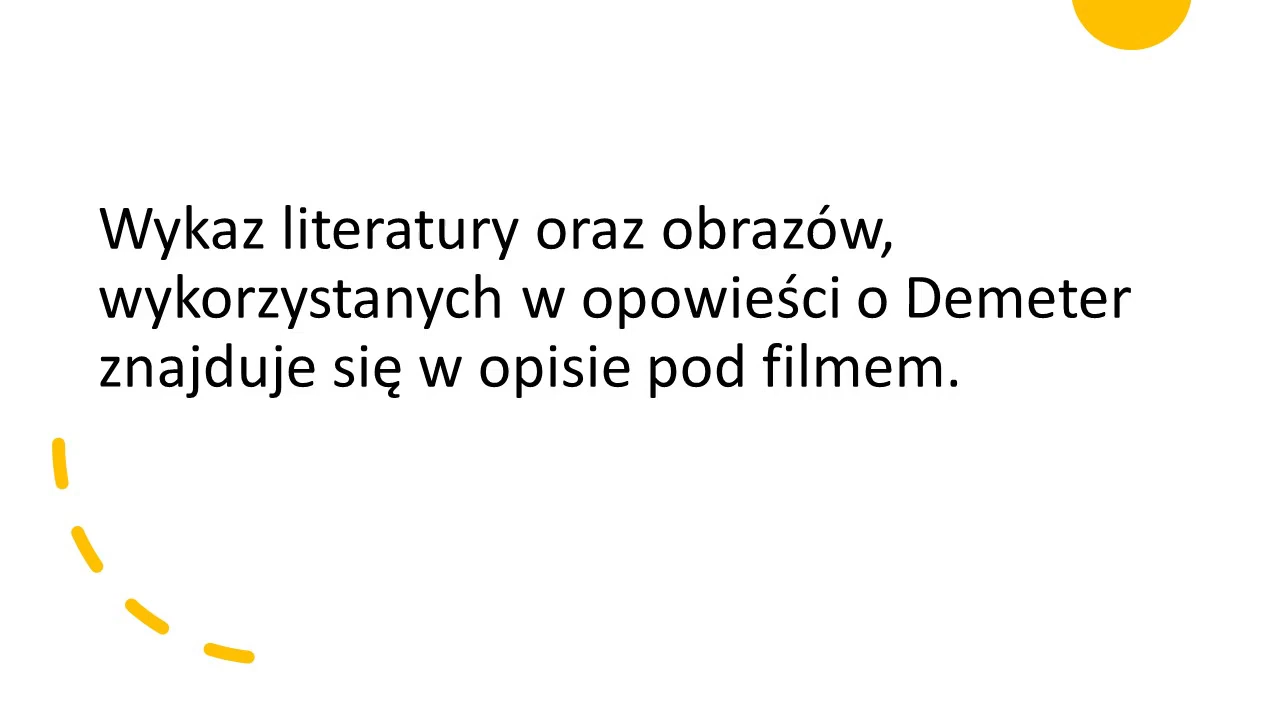 Wykaz literatury oraz obrazów,
wykorzystanych w opowieści o Demeter
znajduje się w opisie pod filmem.